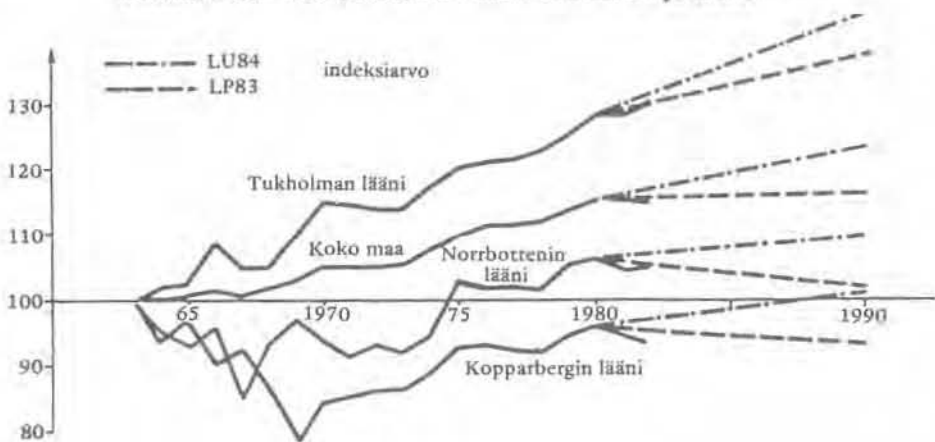 LU84
LP83
indeksiarvo
130
120
110
100
90
80
Tukholman lääni
Koko maa
Norrbottenin
lääni
Kopparbergin lääni
65
1970
75
1980
1990